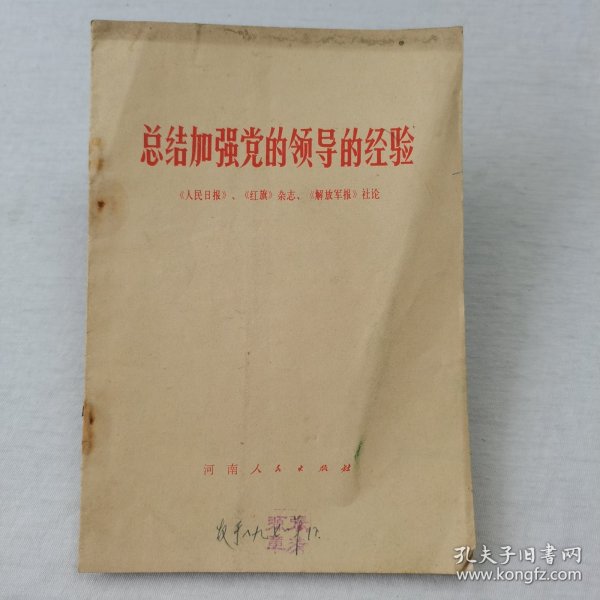 总结加强党的领导的经验
《人民日报》、《红旗》杂志、《解放军报》社论
河南人民出版社
孔夫子旧书网
www.kongfz.com